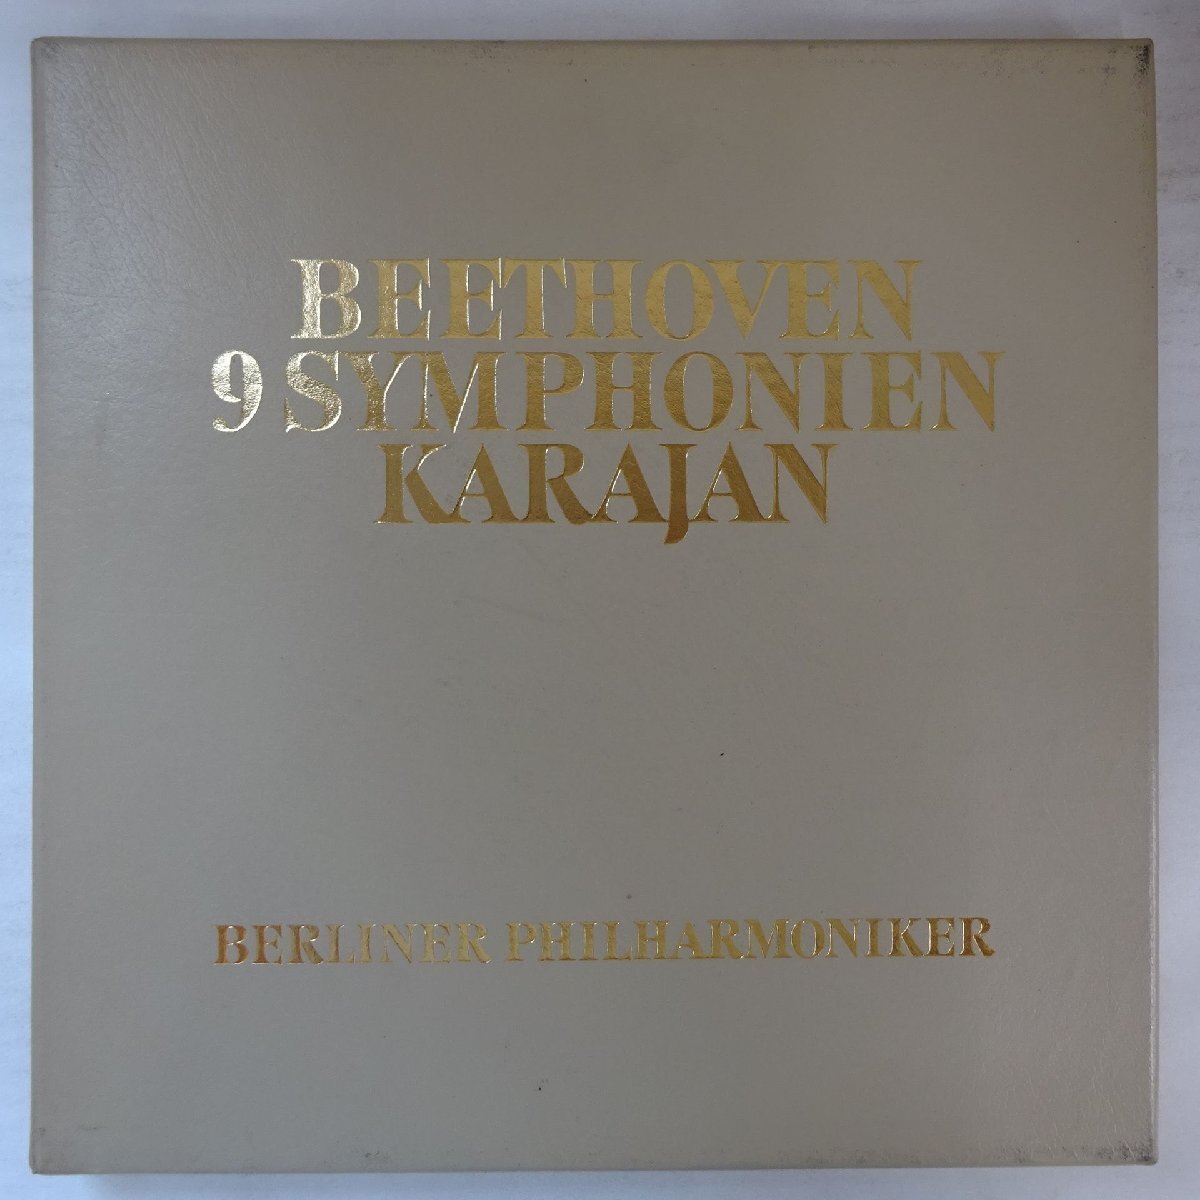 BEETHOVEN
9 SYMPHONIEN
KARAJAN
BERLINER PHILHARMONIKER